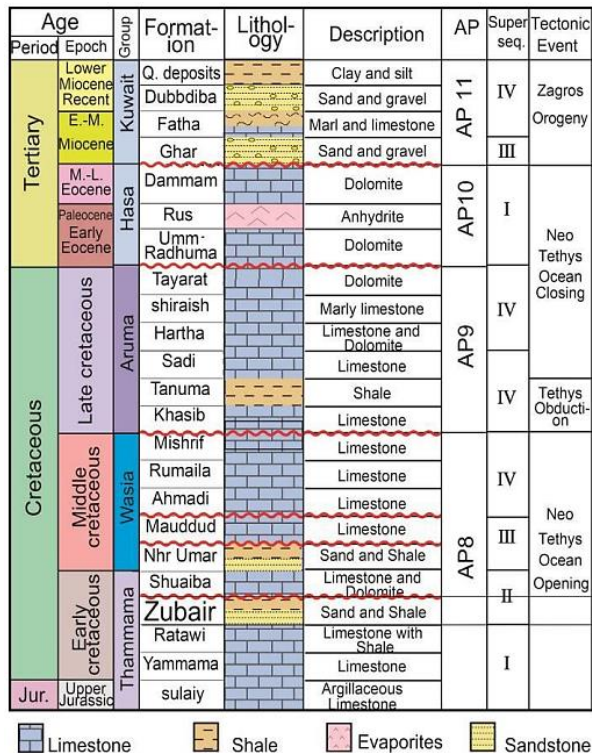 Age Group Format- ion Lithol- ogy Description AP Super seq. Tectonic Event
Period Epoch
Tertiary
Lower Miocene Recent
E.-M. Miocene
M.-L. Eocene
Paleocene Early Eocene
Cretaceous
Late cretaceous
Middle cretaceous
Early cretaceous
Jur. Upper Jurassic
Kuwait
Hasa
Aruma
Wasia
Thammama
Q. deposits Clay and silt
Dubbdiba Sand and gravel
Fatha Marl and limestone
Ghar Sand and gravel
Dammam Dolomite
Rus Anhydrite
Umm- Radhuma Dolomite
Tayarat Dolomite
shiraish Marly limestone
Hartha Limestone and Dolomite
Sadi Limestone
Tanuma Shale
Khasib Limestone
Mishrif Limestone
Rumaila Limestone
Ahmadi Limestone
Mauddud Limestone
Nhr Umar Sand and Shale
Shuaiba Limestone and Dolomite
Zubair Sand and Shale
Ratawi Limestone with Shale
Yammama Limestone
sulaiy Argillaceous Limestone
AP 11
AP10
AP9
AP8
IV
III
I
IV
IV
IV
III
II
I
Zagros
Orogeny
Neo
Tethys
Ocean
Closing
Tethys
Obducti-
on
Neo
Tethys
Ocean
Opening
Limestone Shale Evaporites Sandstone